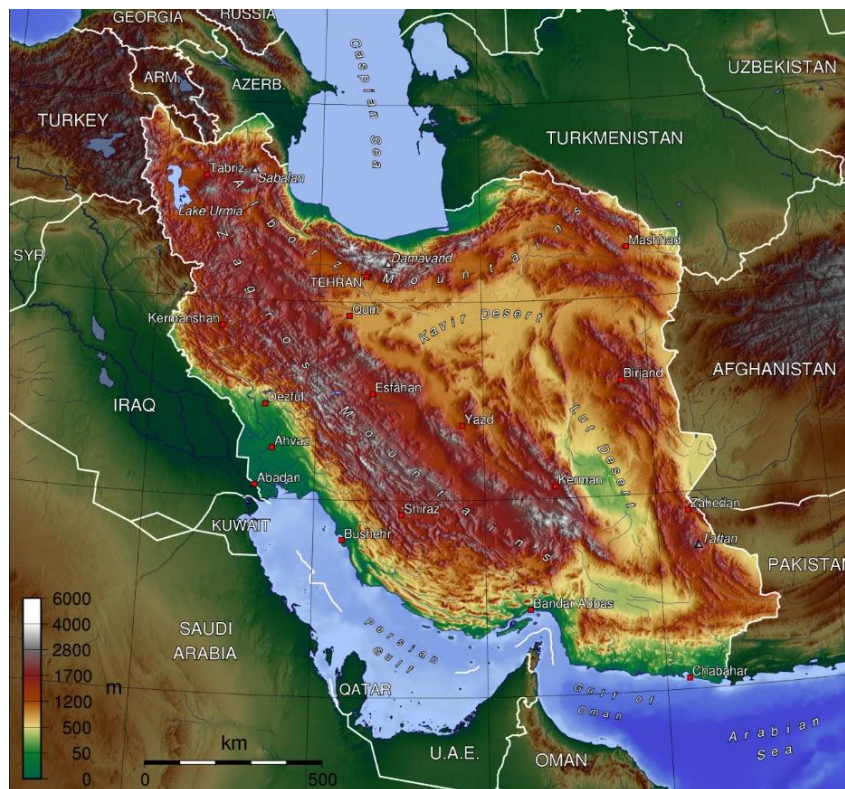 GEORGIA
RUSSIA
Caspian Sea
UZBEKISTAN
ARM.
AZERB.
TURKEY
TURKMENISTAN
Tabriz
Sabalan
Lake Urmia
Alborz Mountains
Mashhad
SYR.
Damavand
TEHRAN
Zagros Mountains
Qom
Kermanshah
Kavir Desert
AFGHANISTAN
Birjand
Esfahan
IRAQ
Dezful
Yazd
Lut Desert
Ahvaz
Abadan
Kerman
Zahedan
Shiraz
KUWAIT
Bushehr
Taftan
PAKISTAN
6000
4000
2800
1700
1200
500
50
0
m
SAUDI
ARABIA
Bandar Abbas
Persian
Gulf
Chabahar
QATAR
Gulf of
Oman
Arabian
Sea
km
0
500
U.A.E.
OMAN